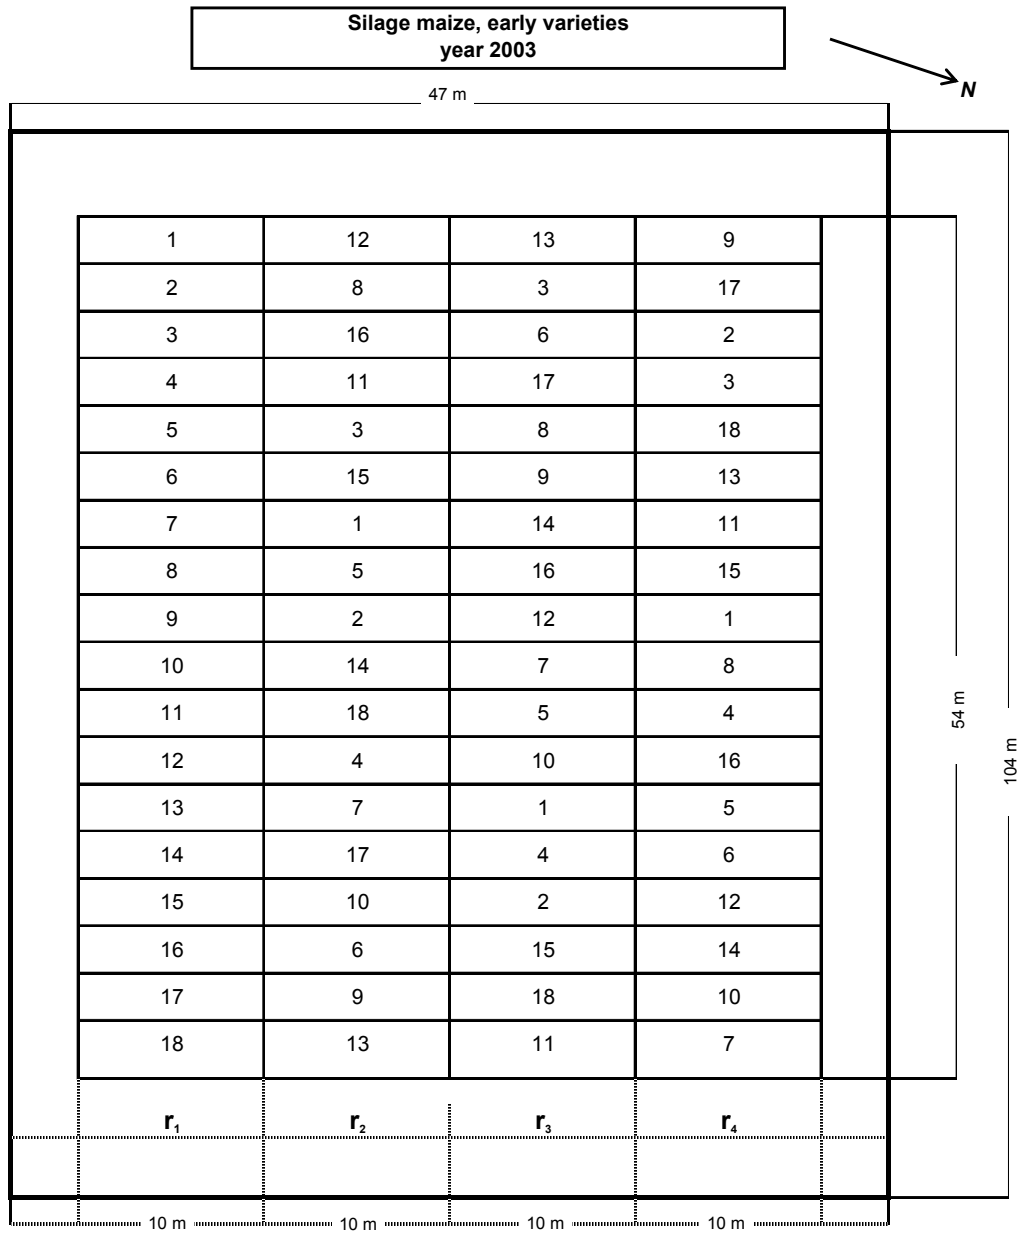 Silage maize, early varieties
year 2003
N
47 m
1 12 13 9
2 8 3 17
3 16 6 2
4 11 17 3
5 3 8 18
6 15 9 13
7 1 14 11
8 5 16 15
9 2 12 1
10 14 7 8
11 18 5 4
12 4 10 16
13 7 1 5
14 17 4 6
15 10 2 12
16 6 15 14
17 9 18 10
18 13 11 7
54 m
104 m
r₁ r₂ r₃ r₄
10 m 10 m 10 m 10 m